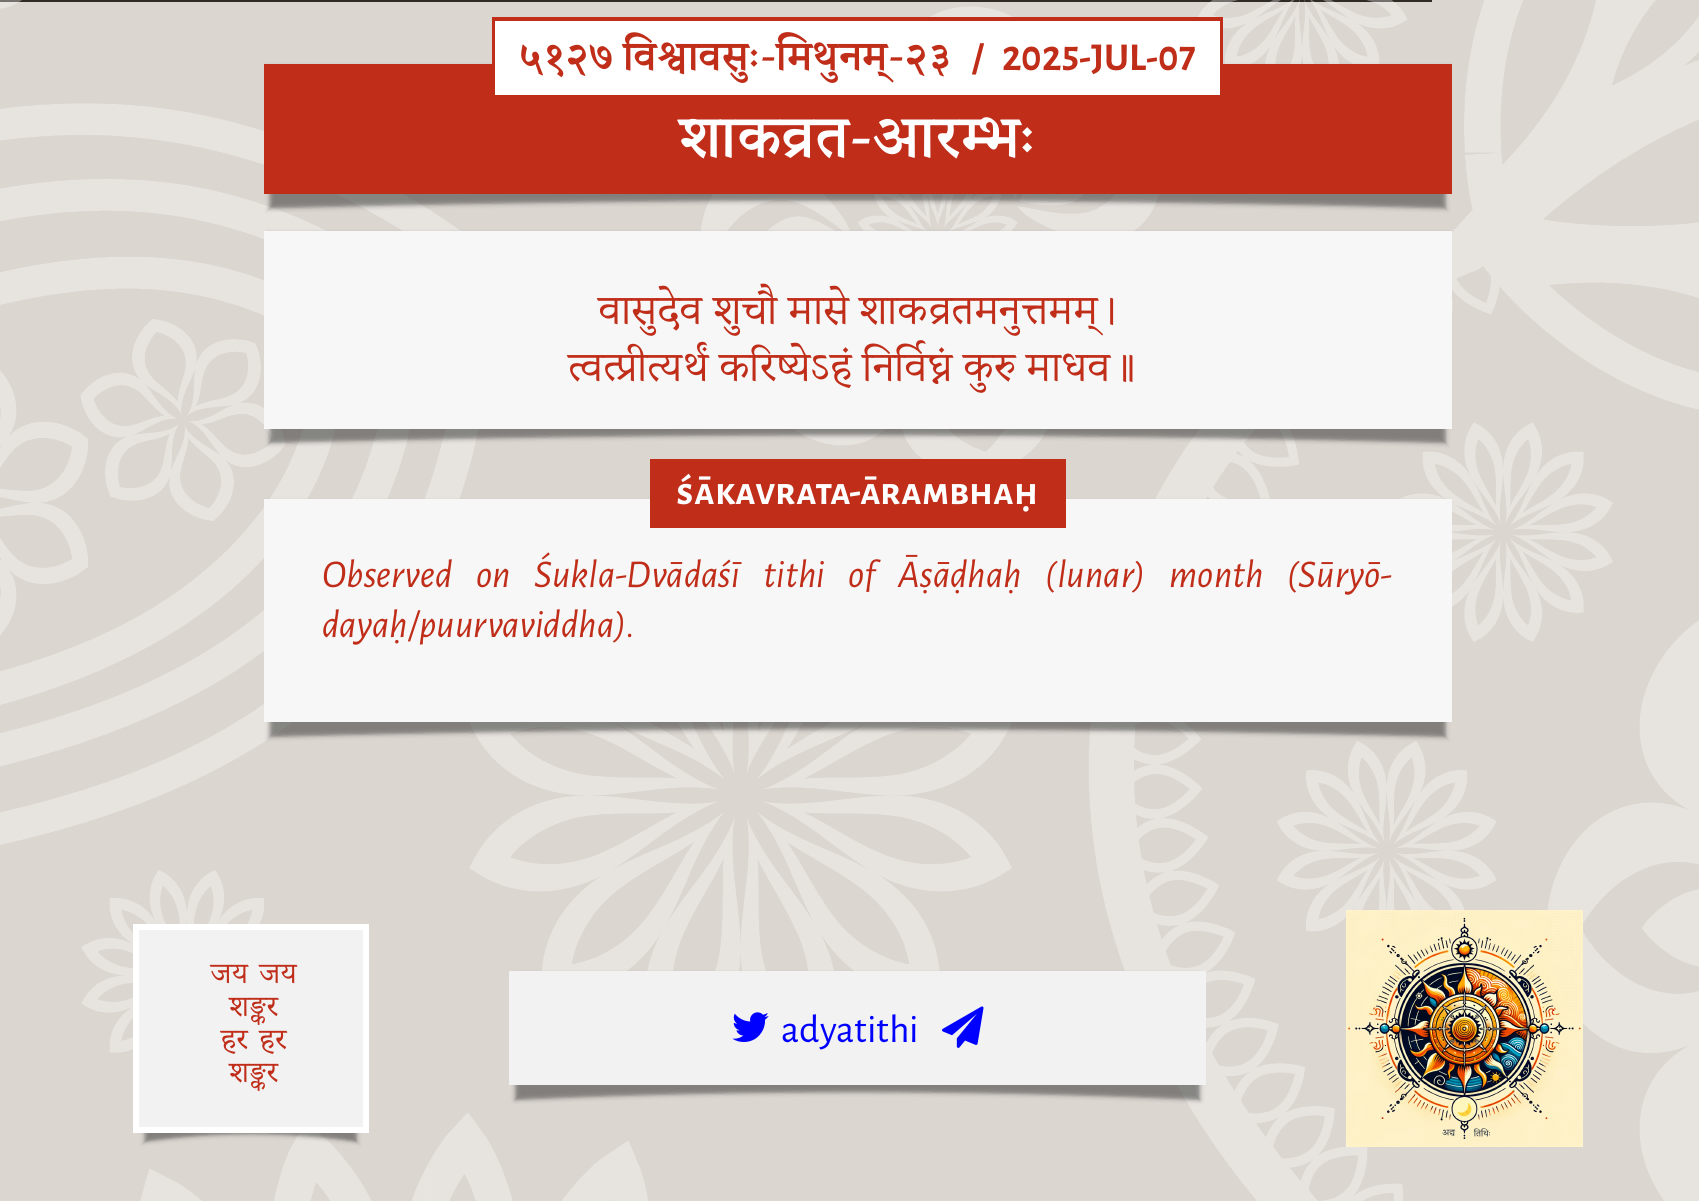 ५१२७ विश्वावसुः-मिथुनम्-२३ / 2025-JUL-07
शाकव्रत-आरम्भः
वासुदेव शुचौ मासे शाकव्रतमनुत्तमम्।
त्वत्प्रीत्यर्थं करिष्येऽहं निर्विघ्नं कुरु माधव॥
ŚĀKAVRATA-ĀRAMBHAḤ
Observed on Śukla-Dvādaśī tithi of Āṣāḍhaḥ (lunar) month (Sūryō-
dayaḥ/puurvaviddha).
जय जय
शङ्कर
हर हर
शङ्कर
adyatithi
अद्य तिथिः